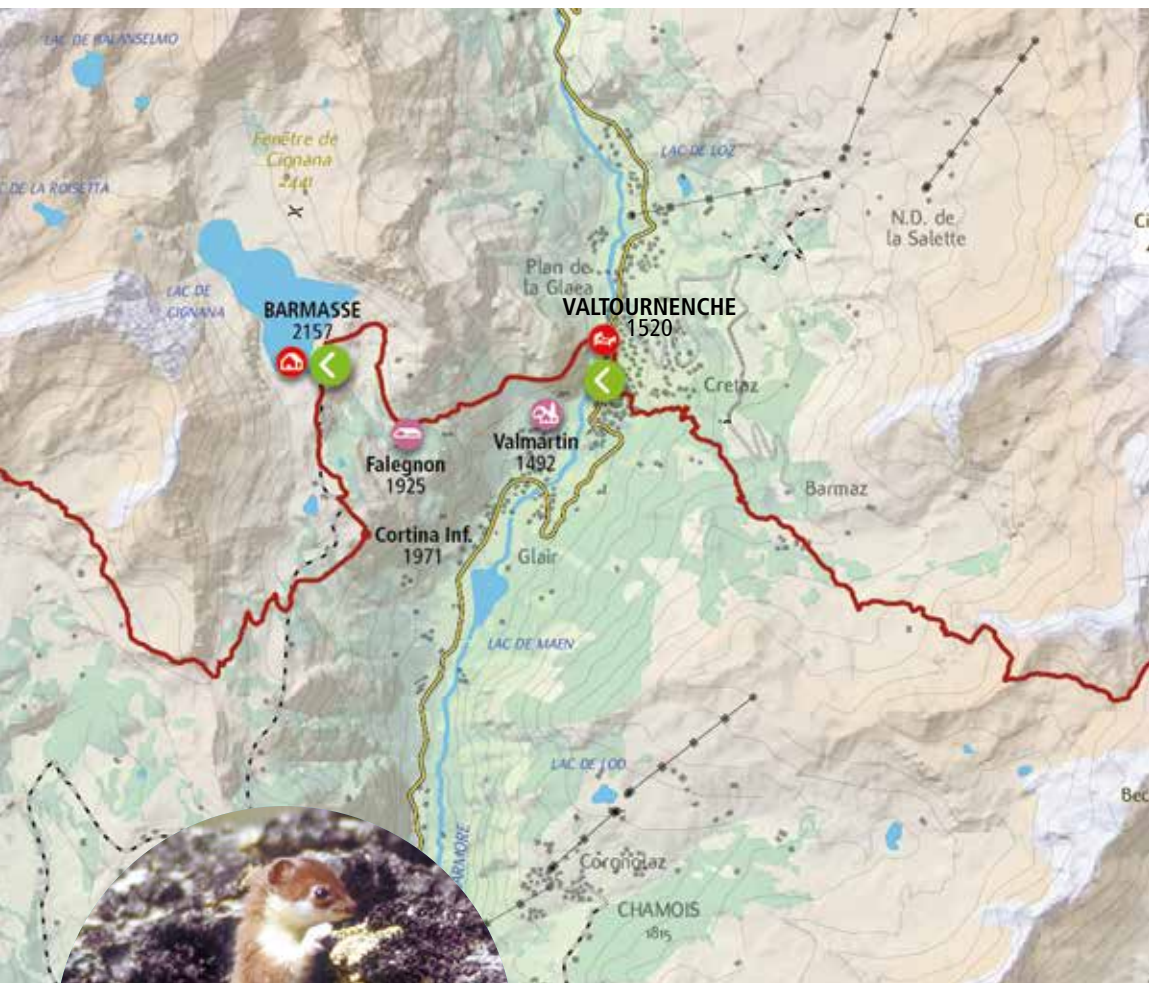 LAC DE BALANSELMO
Fenêtre de
Cignana
2441
LAC DE LOZ
DE LA ROISETTA
N.D. de
la Salette
Plan de
la Glaea
LAC DE
CIGNANA
BARMASSE
2157
VALTOURNENCHE
1520
Cretaz
Valmartin
1492
Falegnon
1925
Barmaz
Cortina Inf.
1971
Glair
LAC DE MAEN
LAC DE LOD
Corgnolaz
CHAMOIS
1815